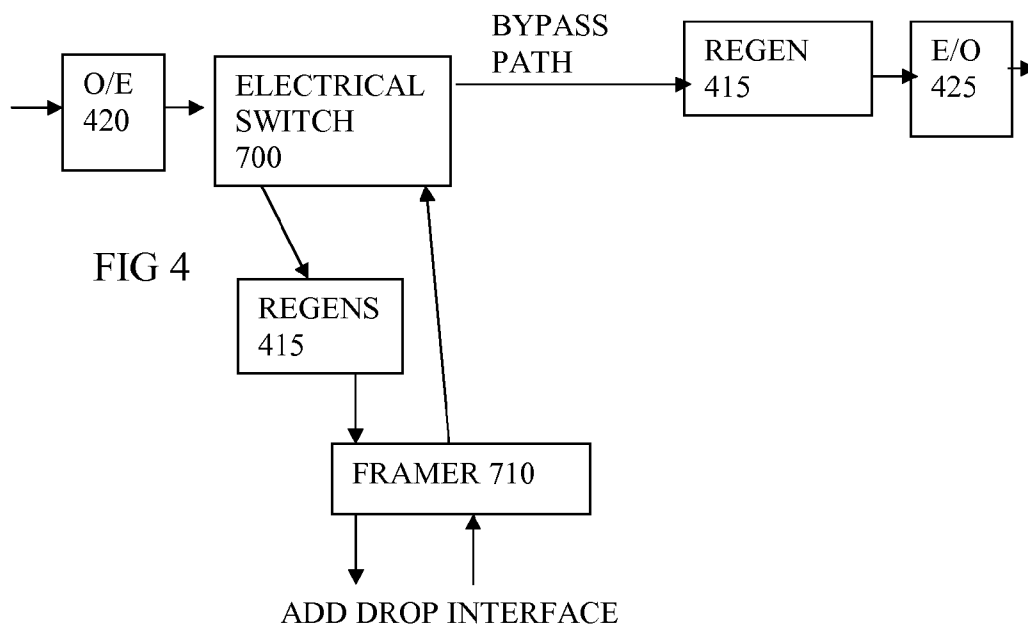 O/E
420
ELECTRICAL
SWITCH
700
BYPASS
PATH
REGEN
415
E/O
425
FIG 4
REGENS
415
FRAMER 710
ADD DROP INTERFACE